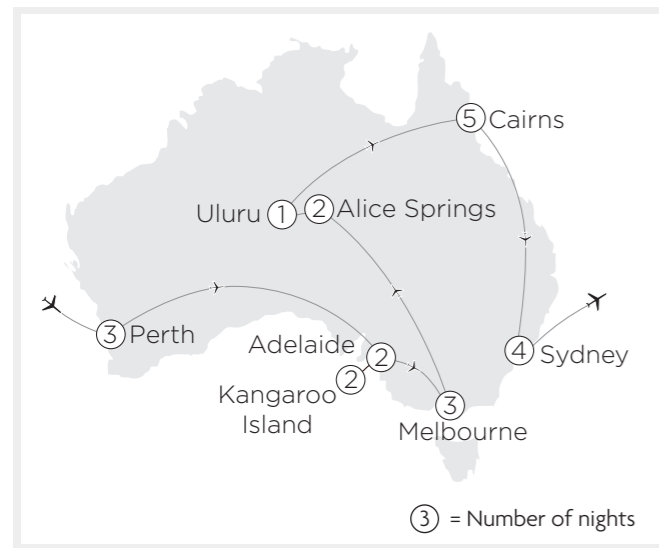 5 Cairns
Uluru 1 2 Alice Springs
3 Perth
Adelaide 2
4 Sydney
Kangaroo 2
Island
3
Melbourne
3 = Number of nights